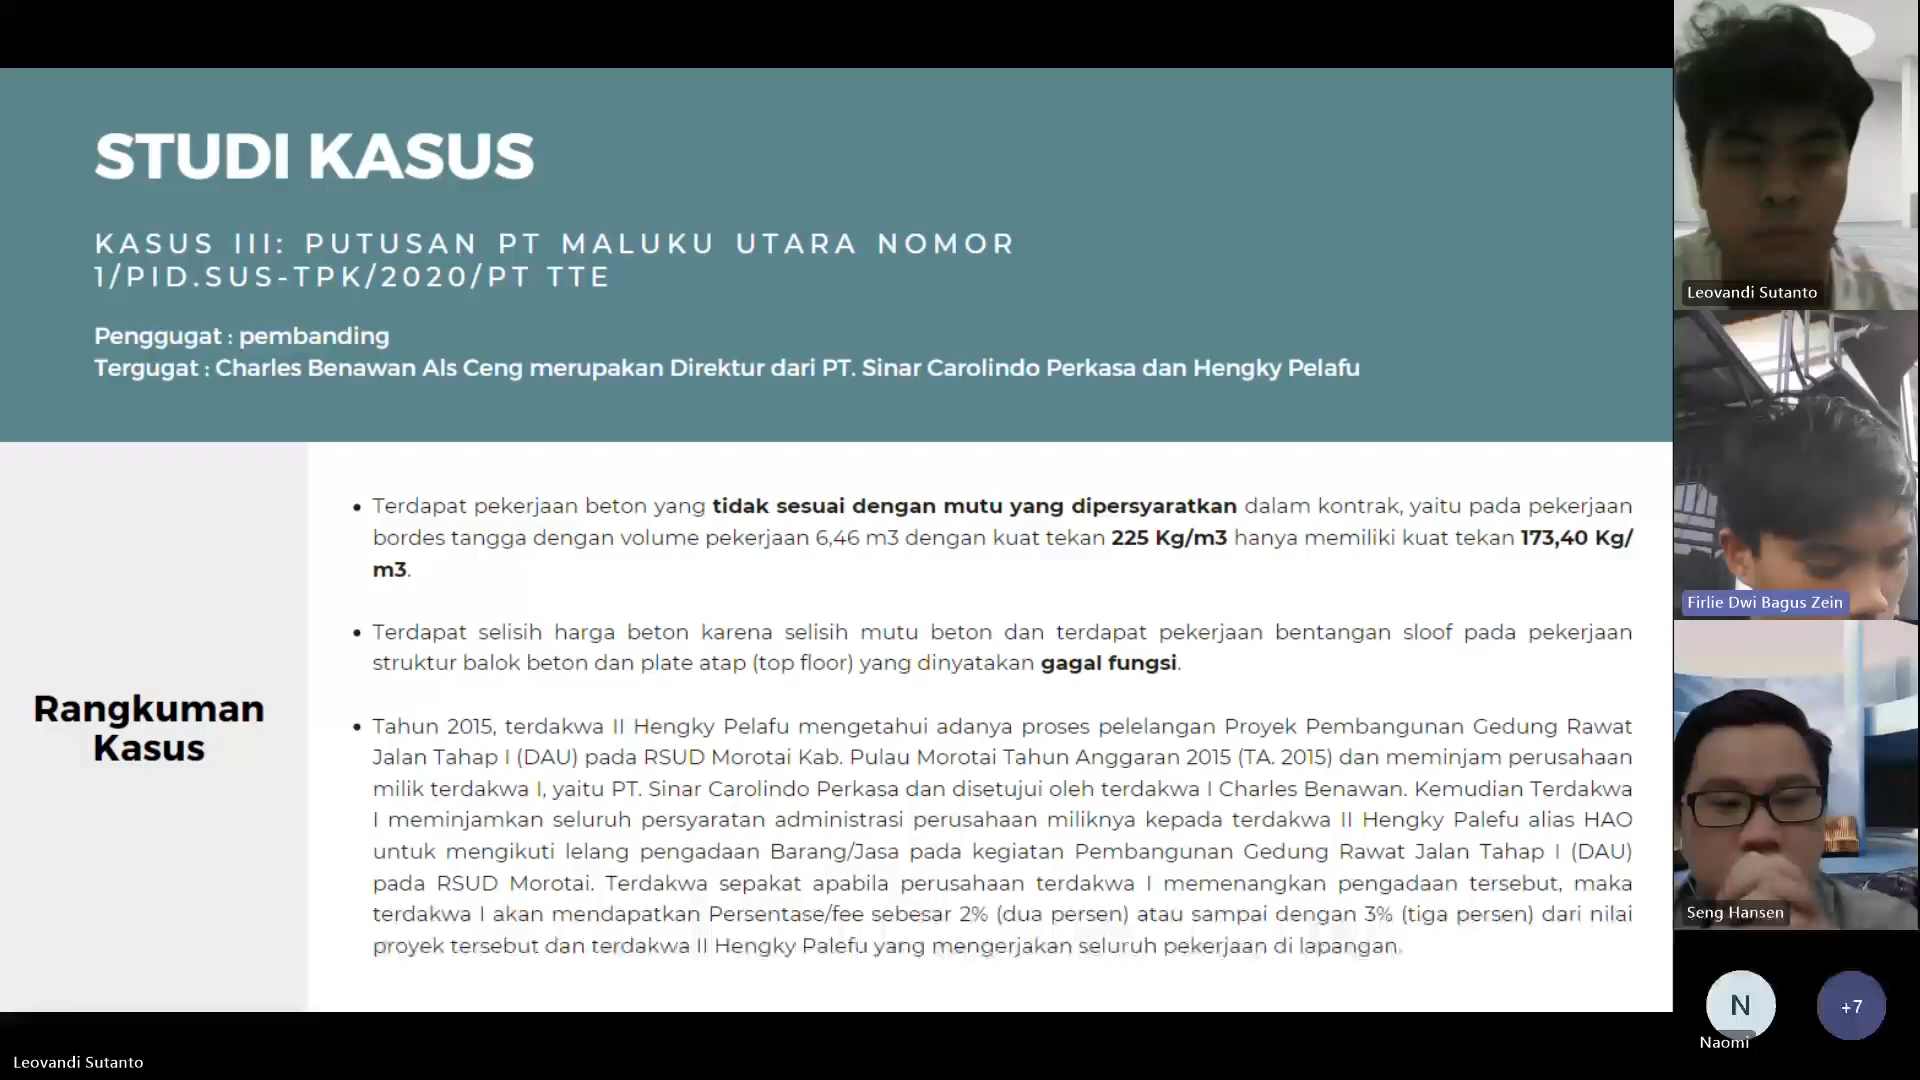 STUDI KASUS
KASUS III: PUTUSAN PT MALUKU UTARA NOMOR
1/PID.SUS-TPK/2020/PT TTE
Penggugat : pembanding
Tergugat : Charles Benawan Als Ceng merupakan Direktur dari PT. Sinar Carolindo Perkasa dan Hengky Pelafu
Rangkuman
Kasus
• Terdapat pekerjaan beton yang tidak sesuai dengan mutu yang dipersyaratkan dalam kontrak, yaitu pada pekerjaan
bordes tangga dengan volume pekerjaan 6,46 m3 dengan kuat tekan 225 Kg/m3 hanya memiliki kuat tekan 173,40 Kg/
m3.
• Terdapat selisih harga beton karena selisih mutu beton dan terdapat pekerjaan bentangan sloof pada pekerjaan
struktur balok beton dan plate atap (top floor) yang dinyatakan gagal fungsi.
• Tahun 2015, terdakwa II Hengky Pelafu mengetahui adanya proses pelelangan Proyek Pembangunan Gedung Rawat
Jalan Tahap I (DAU) pada RSUD Morotai Kab. Pulau Morotai Tahun Anggaran 2015 (TA. 2015) dan meminjam perusahaan
milik terdakwa I, yaitu PT. Sinar Carolindo Perkasa dan disetujui oleh terdakwa I Charles Benawan. Kemudian Terdakwa
I meminjamkan seluruh persyaratan administrasi perusahaan miliknya kepada terdakwa II Hengky Palefu alias HAO
untuk mengikuti lelang pengadaan Barang/Jasa pada kegiatan Pembangunan Gedung Rawat Jalan Tahap I (DAU)
pada RSUD Morotai. Terdakwa sepakat apabila perusahaan terdakwa I memenangkan pengadaan tersebut, maka
terdakwa I akan mendapatkan Persentase/fee sebesar 2% (dua persen) atau sampai dengan 3% (tiga persen) dari nilai
proyek tersebut dan terdakwa II Hengky Palefu yang mengerjakan seluruh pekerjaan di lapangan.
Leovandi Sutanto
Firlie Dwi Bagus Zein
Seng Hansen
N
+7
Naomi
Leovandi Sutanto